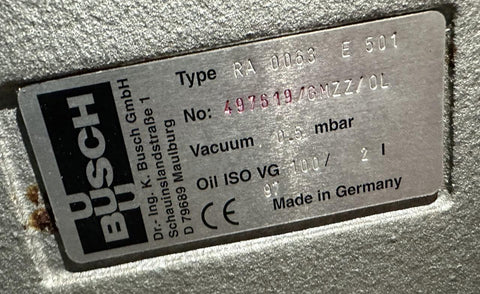 BUSCH
Dr.- Ing. K. Busch GmbH
Schauinslandstraße 1
D 79689 Maulburg
Type RA 0063 E 501
No: 497619/GMZZ/OL
Vacuum 0.5 mbar
Oil ISO VG 100/ 2 l
97
CE Made in Germany